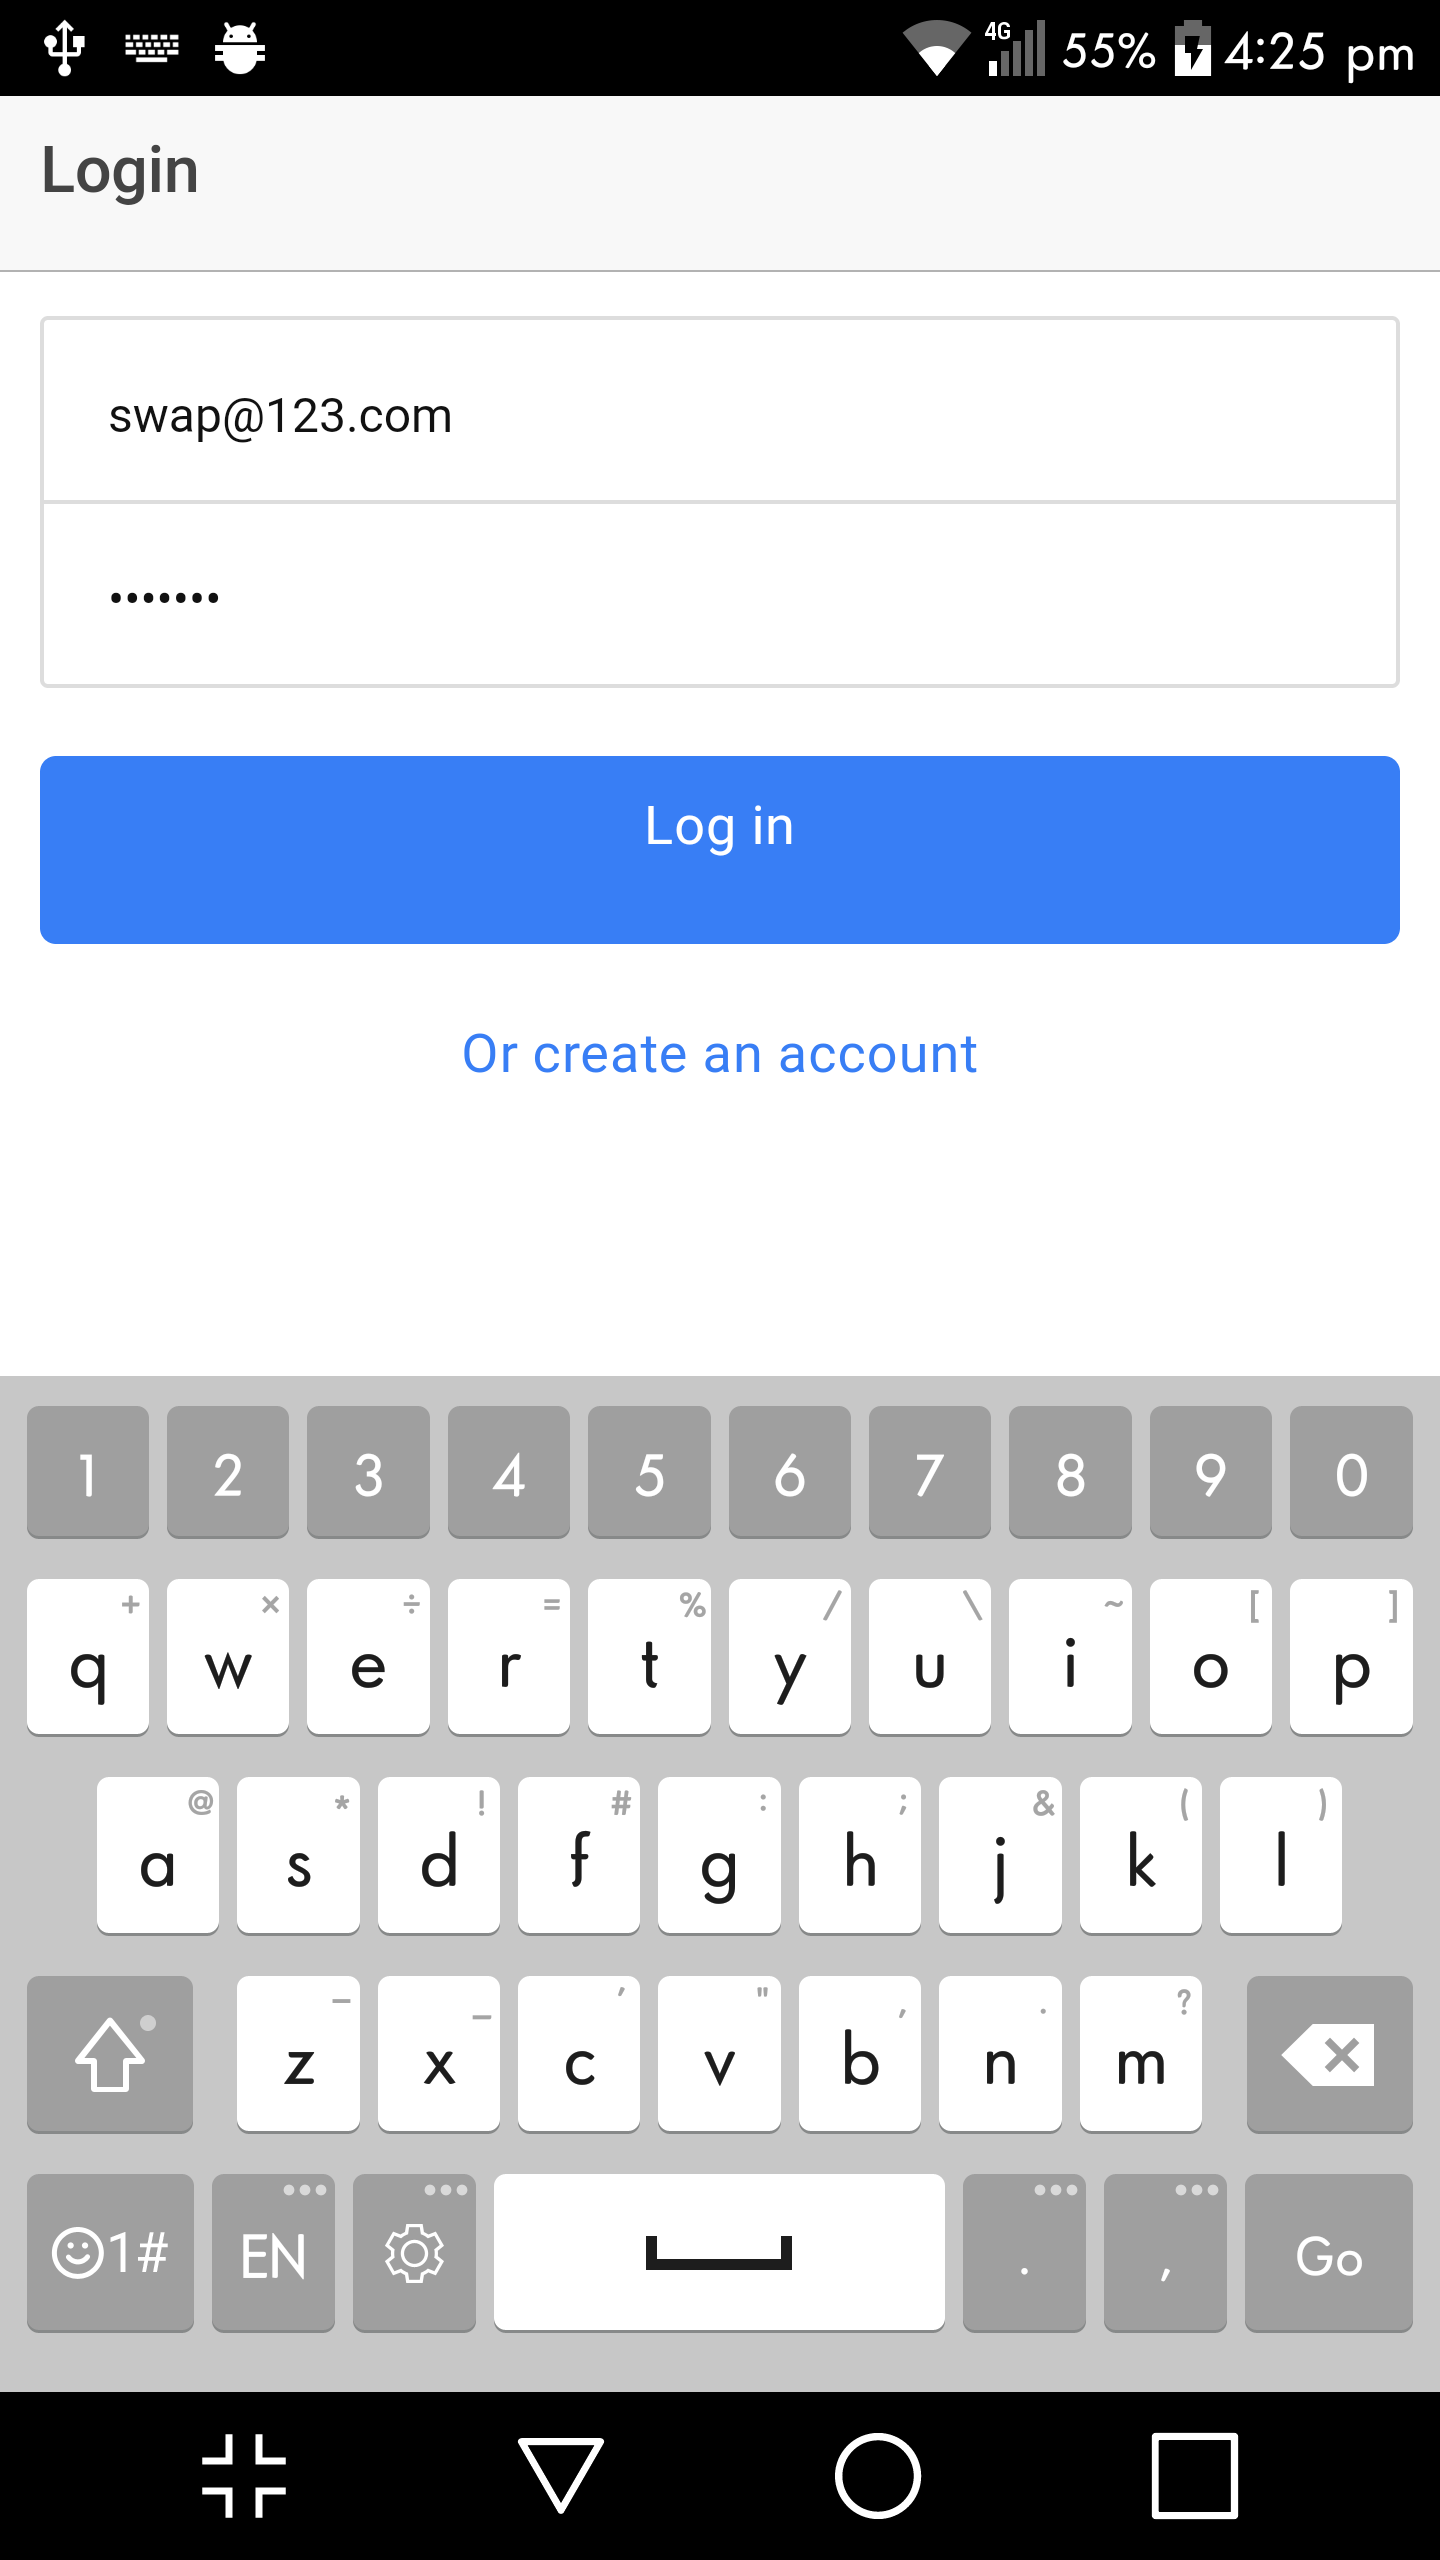 4G 55% 4:25 pm
Login
swap@123.com
•••••••
Log in
Or create an account
1 2 3 4 5 6 7 8 9 0
+ × ÷ = % / \ ~ [ ]
q w e r t y u i o p
@ * ! # : ; & ( )
a s d f g h j k l
– _ ' " , . ?
z x c v b n m
1# EN . , Go